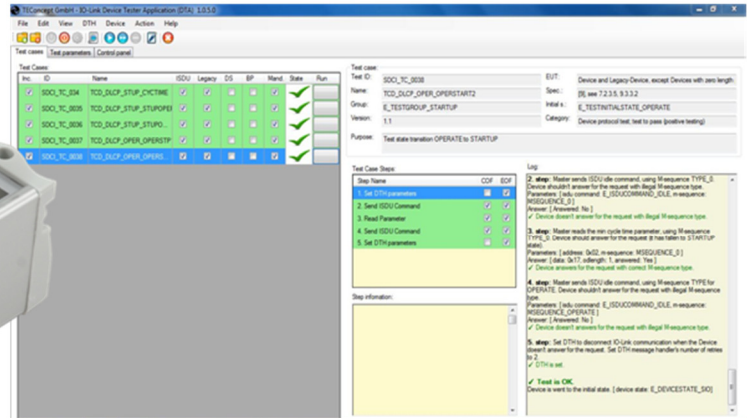 TEConcept GmbH - IO-Link Device Tester Application (DTA) 1.0.5.0
File Edit View DTH Device Action Help
Test cases Test parameters Control panel
Test Cases:
Inc. ID Name ISDU Legacy DS BP Mand. State Run
SDCI_TC_034 TCD_DLCP_STUP_CYCTIME
SDCI_TC_0035 TCD_DLCP_STUP_STUPOPEI
SDCI_TC_0036 TCD_DLCP_STUP_STUPO...
SDCI_TC_0037 TCD_DLCP_OPER_OPERSTP
SDCI_TC_0038 TCD_DLCP_OPER_OPERS...
Test case:
Test ID: SDCI_TC_0038
Name: TCD_DLCP_OPER_OPERSTART2
Group: E_TESTGROUP_STARTUP
Version: 1.1
EUT: Device and Legacy-Device, except Devices with zero length
Spec.: [9], see 7.2.3.5, 9.3.3.2
Initial s.: E_TESTINITIALSTATE_OPERATE
Category: Device protocol test; test to pass (positive testing)
Purpose: Test state transition OPERATE to STARTUP
Test Case Steps:
Step Name COF EOF
1. Set DTH parameters
2. Send ISDU Command
3. Read Parameter
4. Send ISDU Command
5. Set DTH parameters
Step information:
Log:
2. step: Master sends ISDU idle command, using M-sequence TYPE_0.
Device shouldn't answer for the request with illegal M-sequence type.
Parameters: [ isdu command: E_ISDUCOMMAND_IDLE, m-sequence:
MSEQUENCE_0 ]
Answer: [ Answered: No ]
✓ Device doesn't answer for the request with illegal M-sequence type.
3. step: Master reads the min cycle time parameter, using M-sequence
TYPE_0. Device should answer for the request (it has fallen to STARTUP
state).
Parameters: [ address: 0x02, m-sequence: MSEQUENCE_0 ]
Answer: [ data: 0x17, odlength: 1, answered: Yes ]
✓ Device answers for the request with correct M-sequence type.
4. step: Master sends ISDU idle command, using M-sequence TYPE for
OPERATE. Device shouldn't answer for the request with illegal M-sequence
type.
Parameters: [ isdu command: E_ISDUCOMMAND_IDLE, m-sequence:
MSEQUENCE_OPERATE ]
Answer: [ Answered: No ]
✓ Device doesn't answers for the request with illegal M-sequence type.
5. step: Set DTH to disconnect IO-Link communication when the Device
doesn't answer for the request. Set DTH message handler's number of retries
to 2.
✓ DTH is set.
✓ Test is OK.
Device is went to the initial state. [ device state: E_DEVICESTATE_SIO]